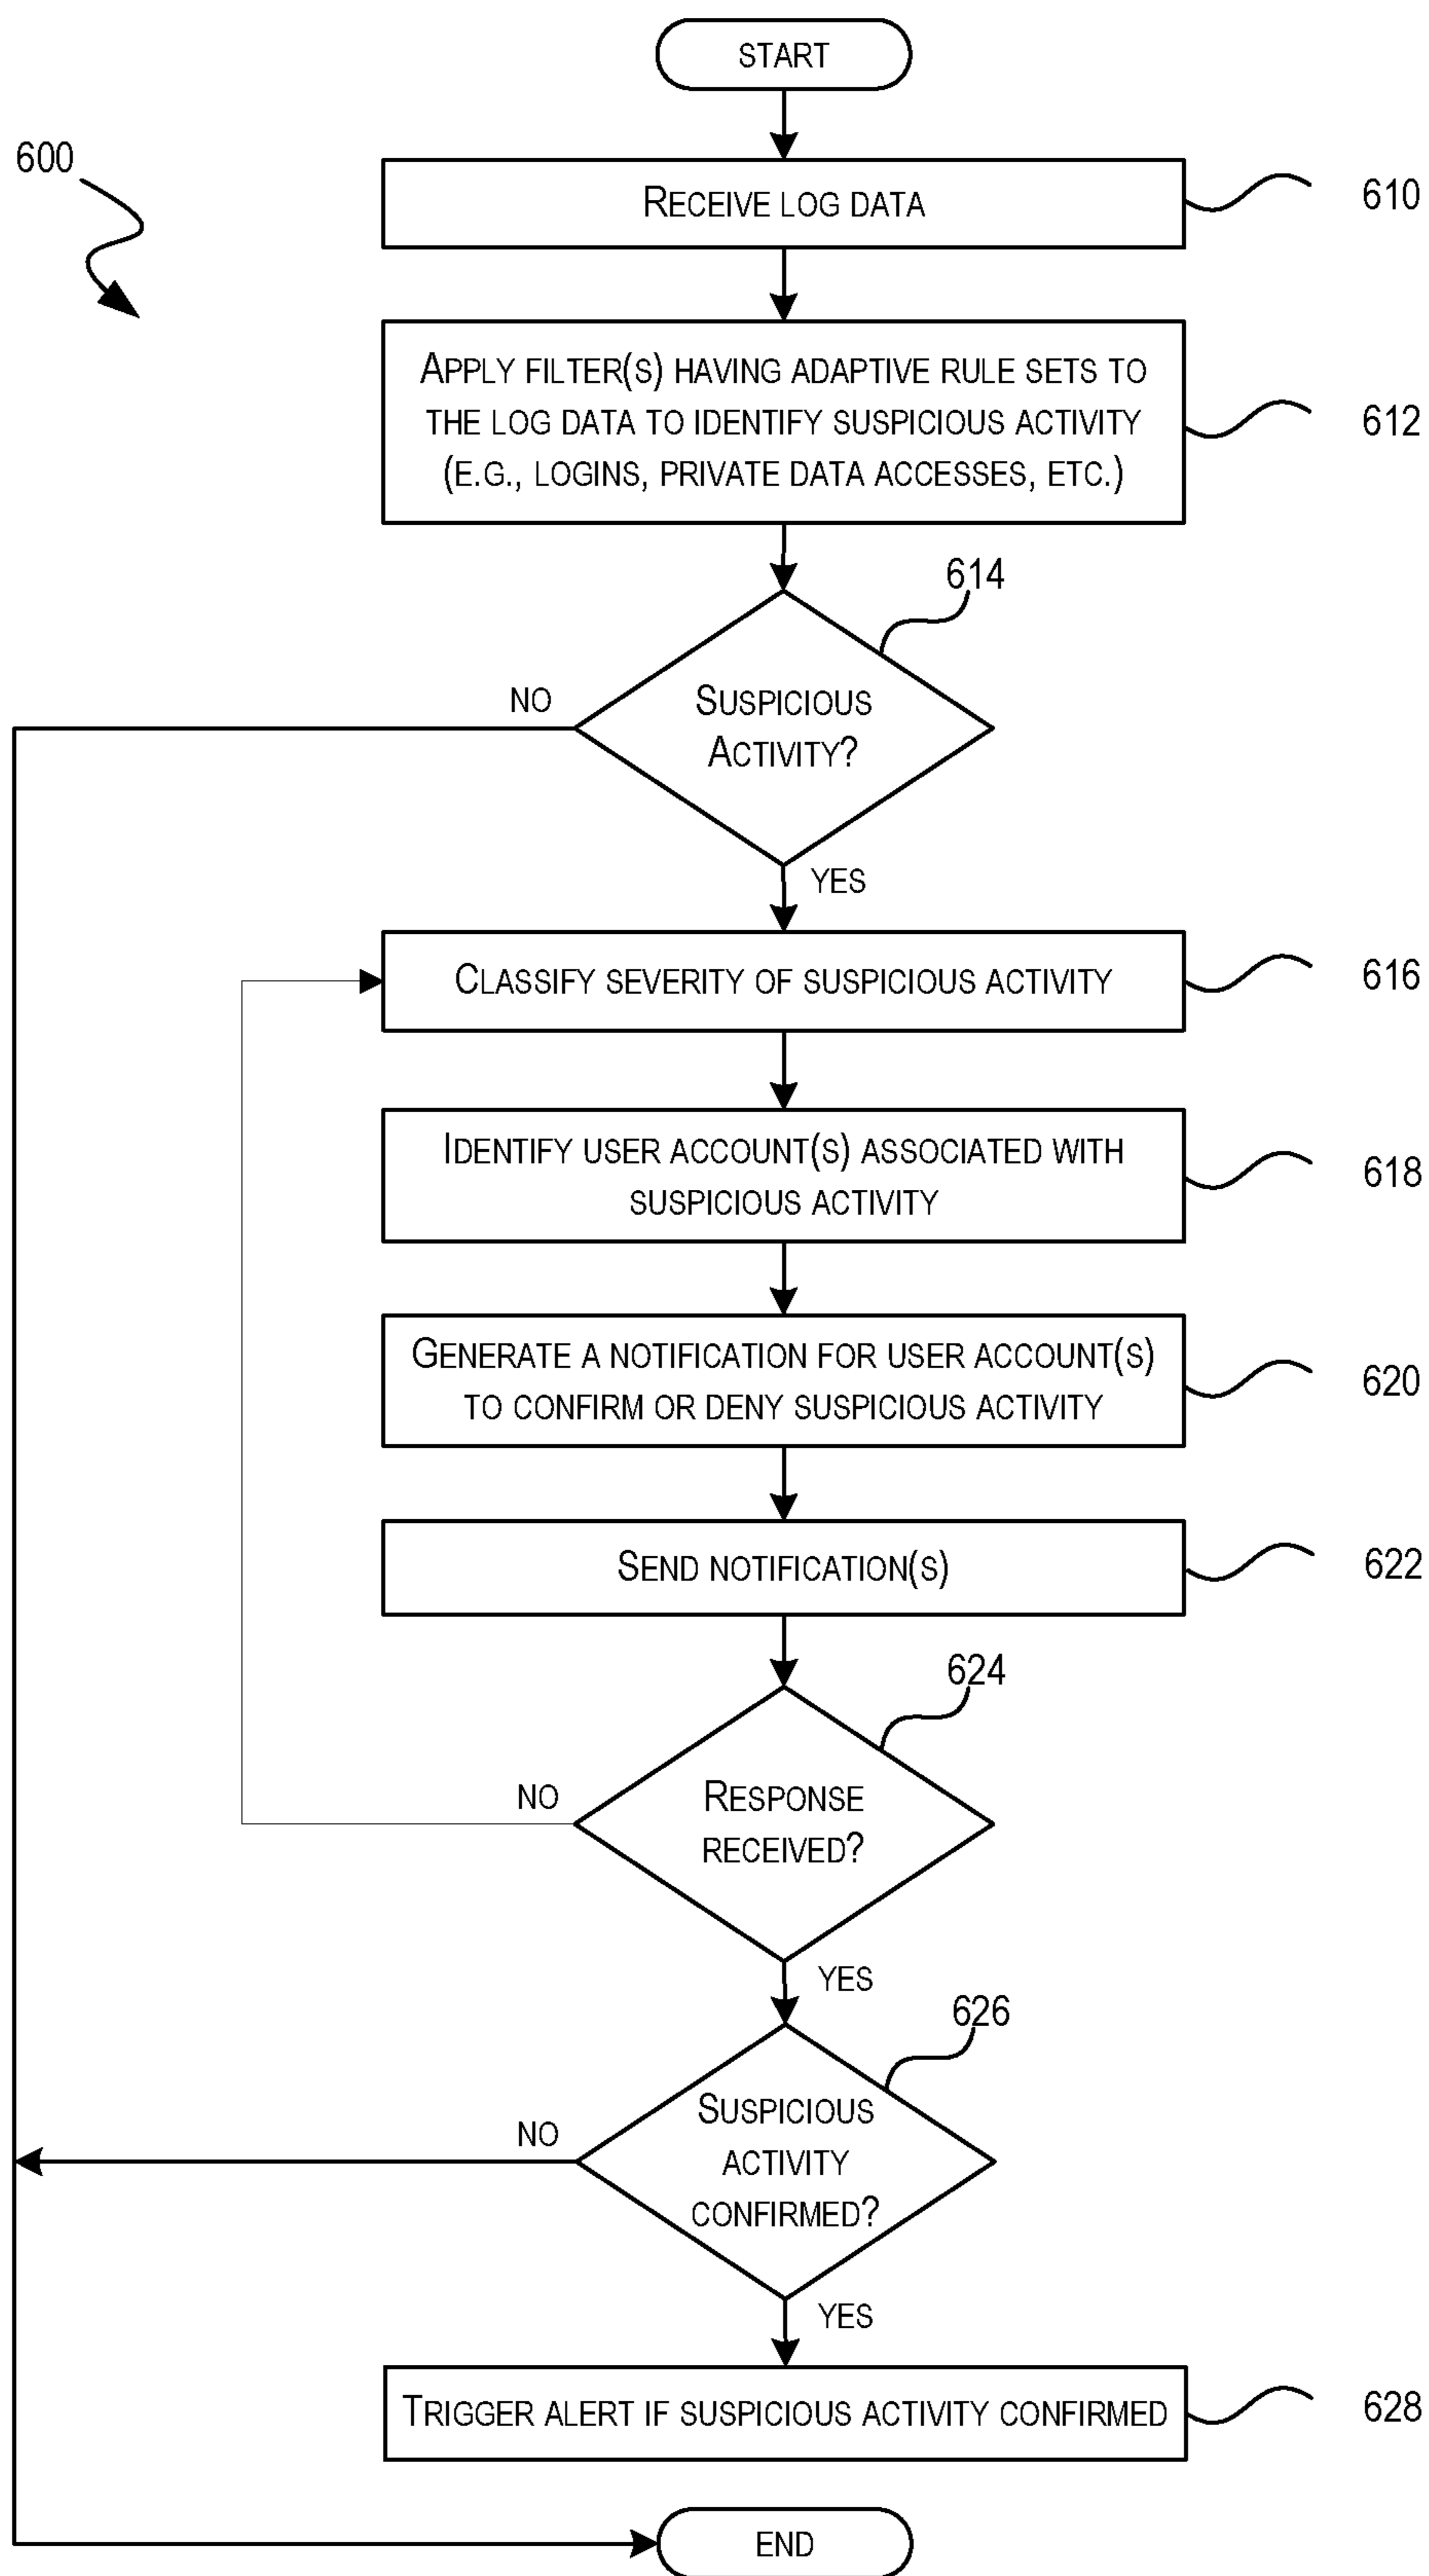 START
600
RECEIVE LOG DATA
610
APPLY FILTER(S) HAVING ADAPTIVE RULE SETS TO
THE LOG DATA TO IDENTIFY SUSPICIOUS ACTIVITY
(E.G., LOGINS, PRIVATE DATA ACCESSES, ETC.)
612
614
SUSPICIOUS
ACTIVITY?
NO
YES
CLASSIFY SEVERITY OF SUSPICIOUS ACTIVITY
616
IDENTIFY USER ACCOUNT(S) ASSOCIATED WITH
SUSPICIOUS ACTIVITY
618
GENERATE A NOTIFICATION FOR USER ACCOUNT(S)
TO CONFIRM OR DENY SUSPICIOUS ACTIVITY
620
SEND NOTIFICATION(S)
622
624
RESPONSE
RECEIVED?
NO
YES
626
SUSPICIOUS
ACTIVITY
CONFIRMED?
NO
YES
TRIGGER ALERT IF SUSPICIOUS ACTIVITY CONFIRMED
628
END